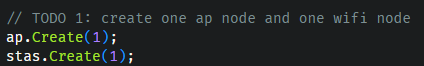 // TODO 1: create one ap node and one wifi node
ap.Create(1);
stas.Create(1);